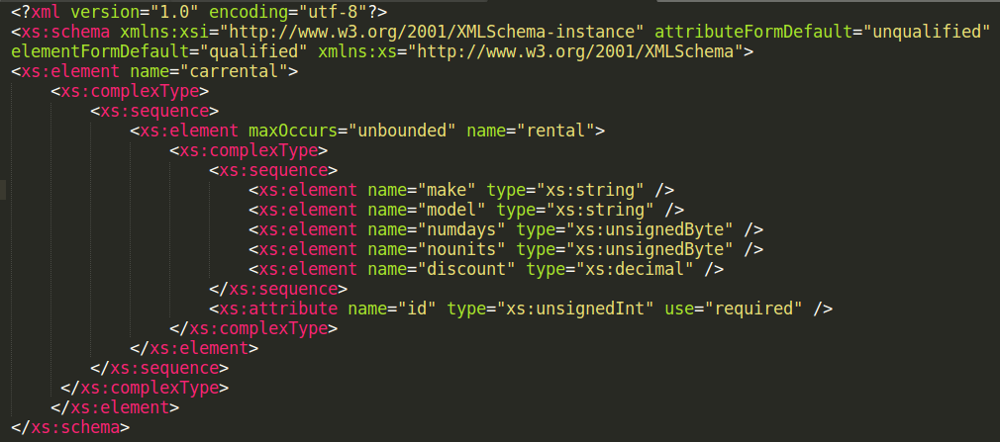 <?xml version="1.0" encoding="utf-8"?>
<xs:schema xmlns:xsi="http://www.w3.org/2001/XMLSchema-instance" attributeFormDefault="unqualified"
elementFormDefault="qualified" xmlns:xs="http://www.w3.org/2001/XMLSchema">
<xs:element name="carrental">
    <xs:complexType>
        <xs:sequence>
            <xs:element maxOccurs="unbounded" name="rental">
                <xs:complexType>
                    <xs:sequence>
                        <xs:element name="make" type="xs:string" />
                        <xs:element name="model" type="xs:string" />
                        <xs:element name="numdays" type="xs:unsignedByte" />
                        <xs:element name="nounits" type="xs:unsignedByte" />
                        <xs:element name="discount" type="xs:decimal" />
                    </xs:sequence>
                    <xs:attribute name="id" type="xs:unsignedInt" use="required" />
                </xs:complexType>
            </xs:element>
        </xs:sequence>
     </xs:complexType>
    </xs:element>
</xs:schema>